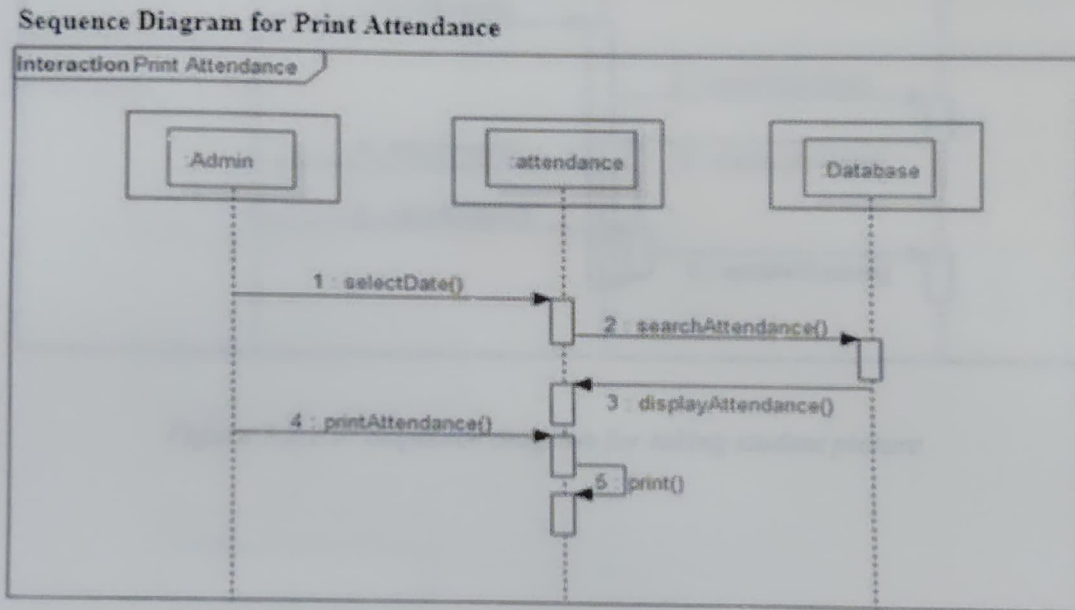 Sequence Diagram for Print Attendance
interaction Print Attendance
:Admin
:attendance
:Database
1 : selectDate()
2 : searchAttendance()
3 : displayAttendance()
4 : printAttendance()
5 : print()